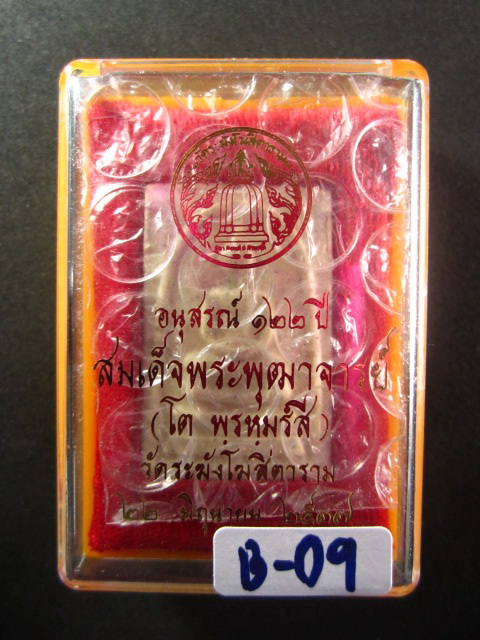 อนุสรณ์ ๑๒๒ ปี
สมเด็จพระพุฒาจารย์
(โต พรหมรํสี)
วัดระฆังโฆสิตาราม
๒๒ มิถุนายน ๒๕๓๗
B-09